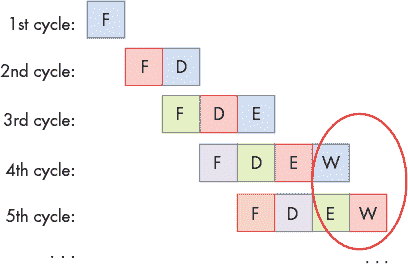 1st cycle: F
2nd cycle: F D
3rd cycle: F D E
4th cycle: F D E W
5th cycle: F D E W
. . . . . .